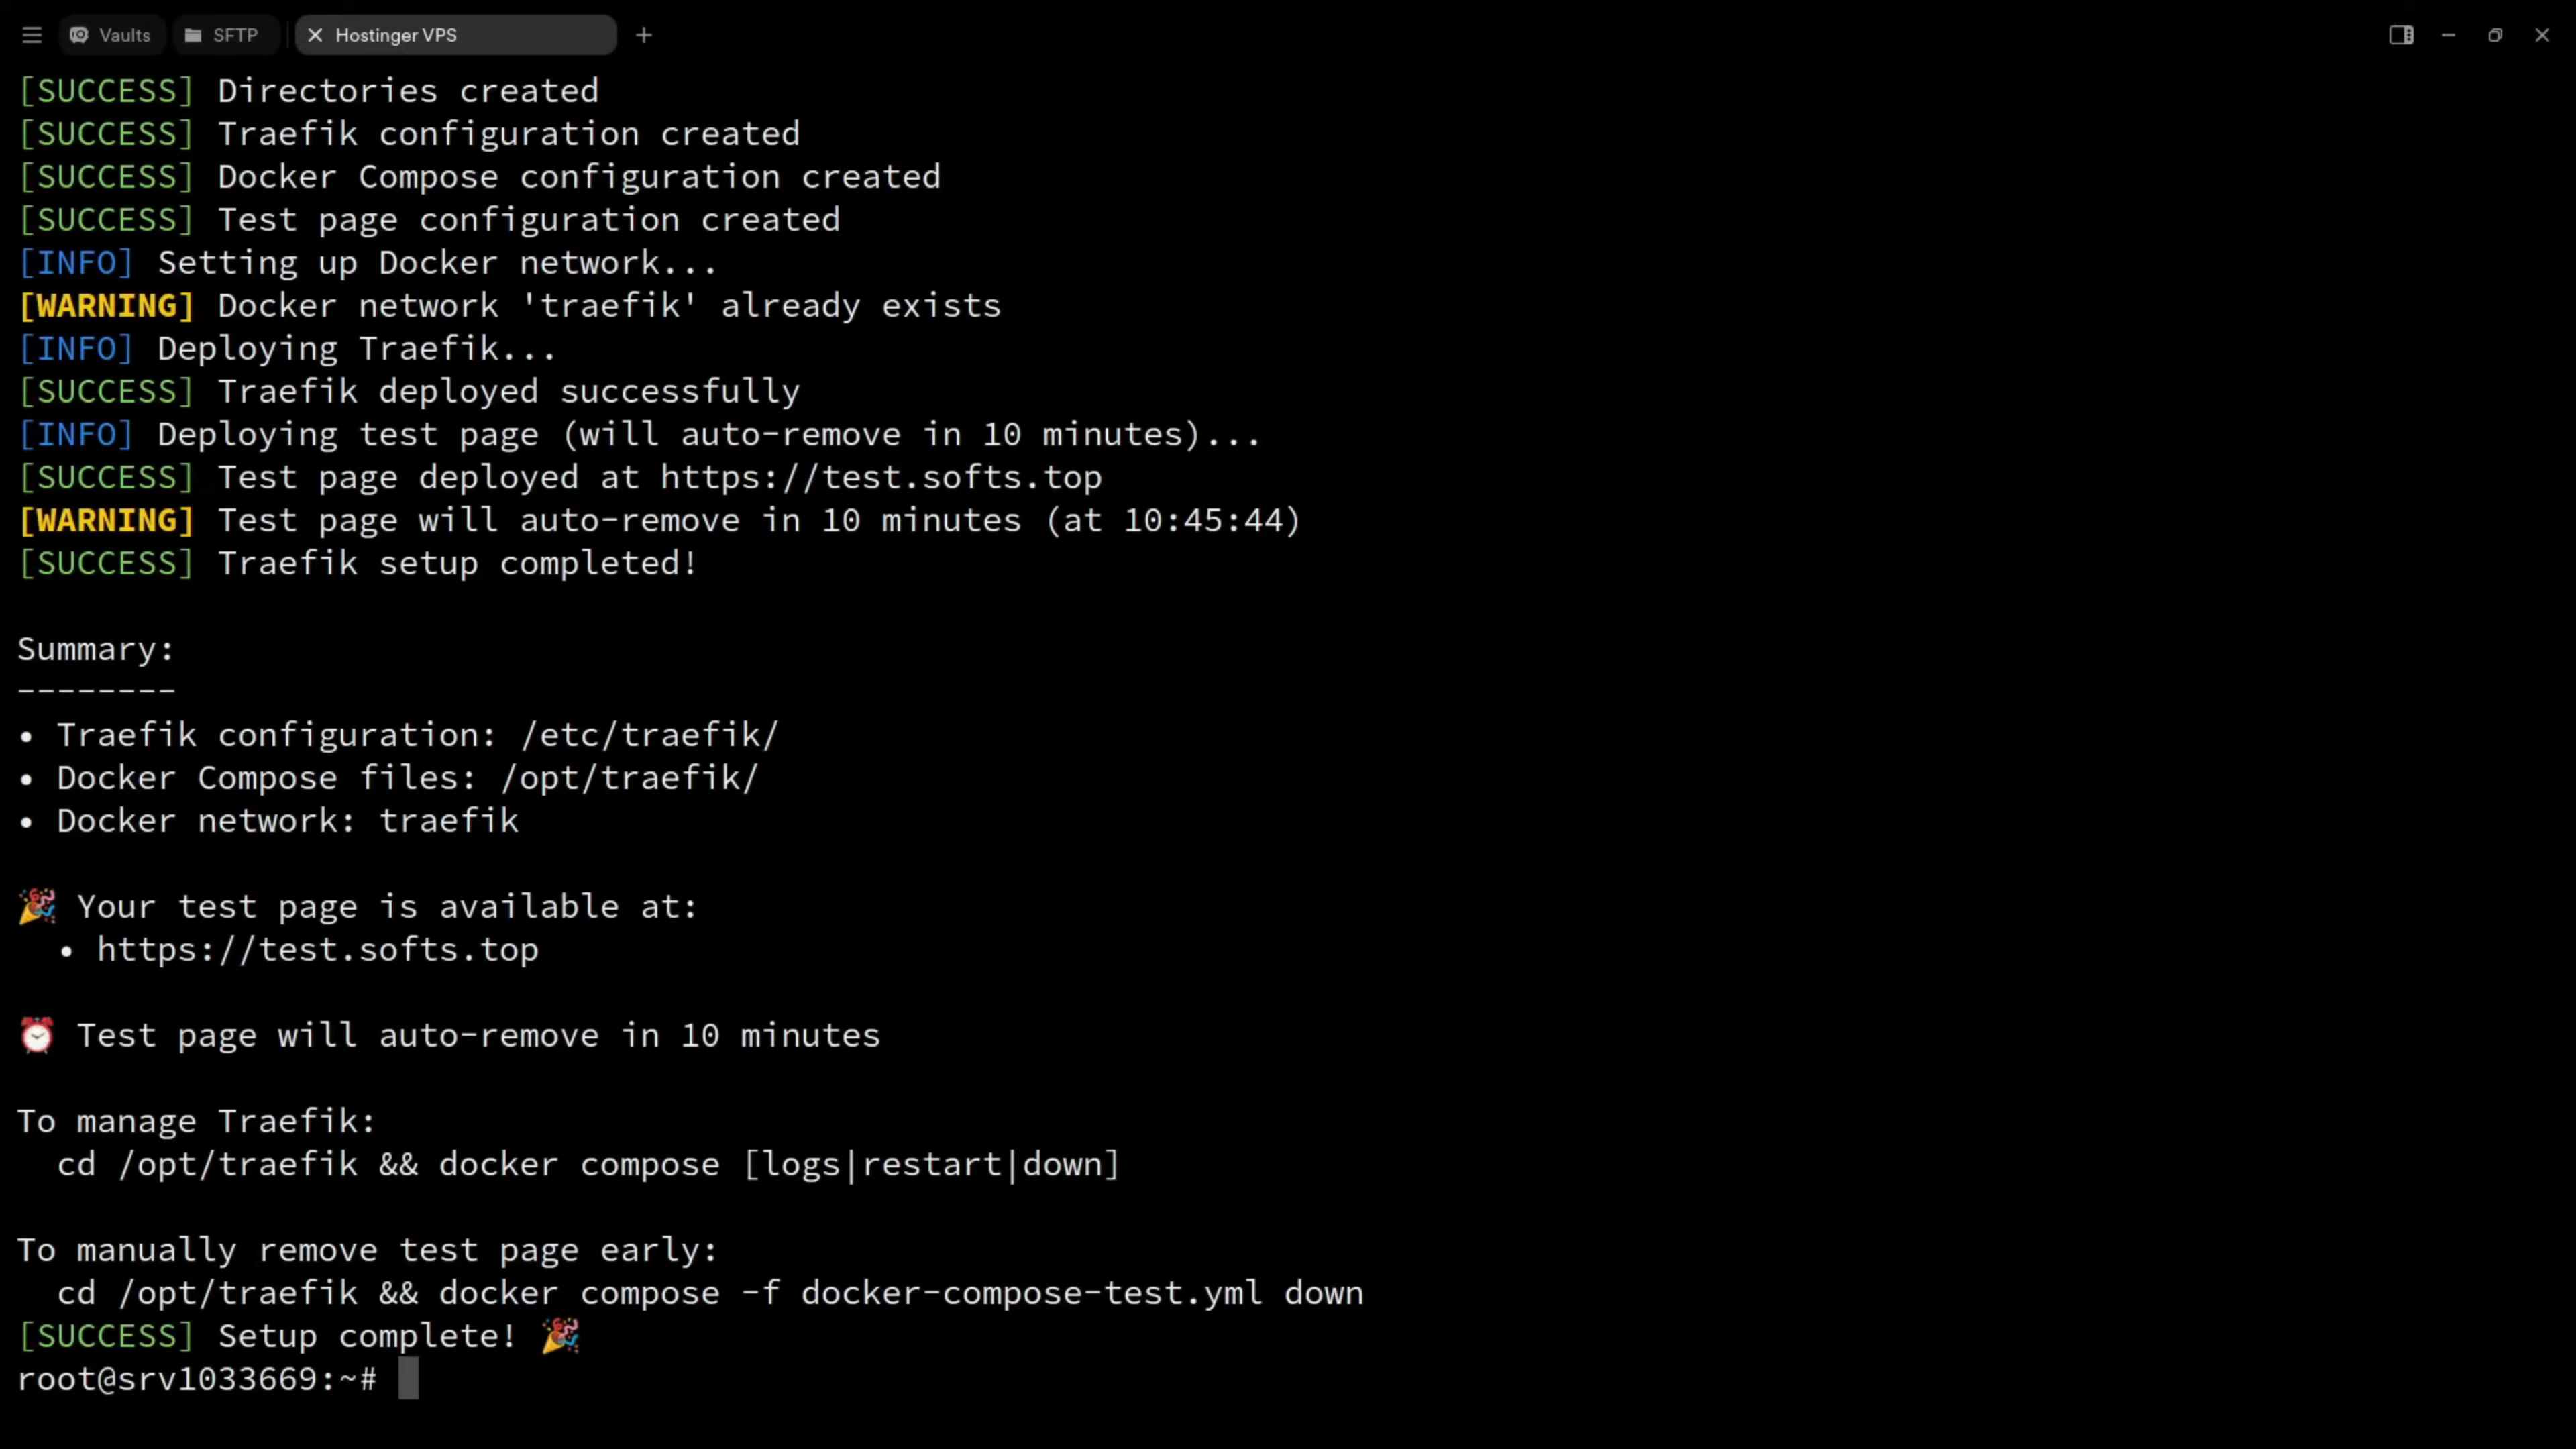 Vaults SFTP Hostinger VPS
[SUCCESS] Directories created
[SUCCESS] Traefik configuration created
[SUCCESS] Docker Compose configuration created
[SUCCESS] Test page configuration created
[INFO] Setting up Docker network...
[WARNING] Docker network 'traefik' already exists
[INFO] Deploying Traefik...
[SUCCESS] Traefik deployed successfully
[INFO] Deploying test page (will auto-remove in 10 minutes)...
[SUCCESS] Test page deployed at https://test.softs.top
[WARNING] Test page will auto-remove in 10 minutes (at 10:45:44)
[SUCCESS] Traefik setup completed!
Summary:
--------
• Traefik configuration: /etc/traefik/
• Docker Compose files: /opt/traefik/
• Docker network: traefik
🎉 Your test page is available at:
• https://test.softs.top
⏰ Test page will auto-remove in 10 minutes
To manage Traefik:
cd /opt/traefik && docker compose [logs|restart|down]
To manually remove test page early:
cd /opt/traefik && docker compose -f docker-compose-test.yml down
[SUCCESS] Setup complete! 🎉
root@srv1033669:~#